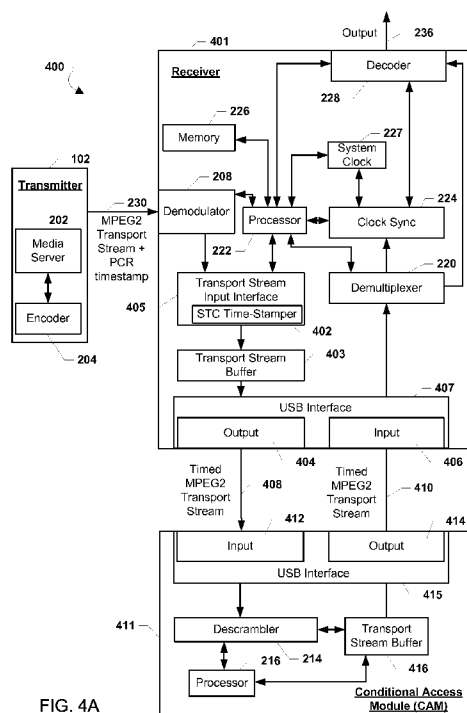 Output
236
401
400
Receiver
Decoder
228
226
Memory
227
System
Clock
102
Transmitter
230
MPEG2
Transport
Stream +
PCR
timestamp
202
Media
Server
Encoder
204
208
Demodulator
Processor
222
224
Clock Sync
220
Demultiplexer
405
Transport Stream
Input Interface
STC Time-Stamper
402
Transport Stream
Buffer
403
407
USB Interface
Output
Input
404
406
Timed
MPEG2
Transport
Stream
408
Timed
MPEG2
Transport
Stream
410
412
414
Input
Output
USB Interface
415
411
Descrambler
214
Transport
Stream Buffer
416
216
Processor
Conditional Access
Module (CAM)
FIG. 4A